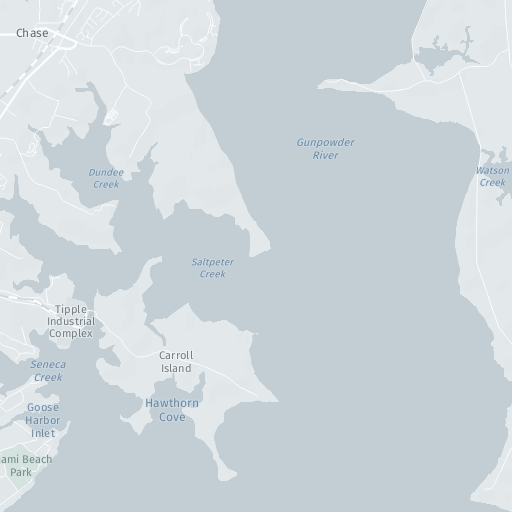 Chase
Gunpowder
River
Dundee
Creek
Watson
Creek
Saltpeter
Creek
Tipple
Industrial
Complex
Carroll
Island
Seneca
Creek
Hawthorn
Cove
Goose
Harbor
Inlet
ami Beach
Park